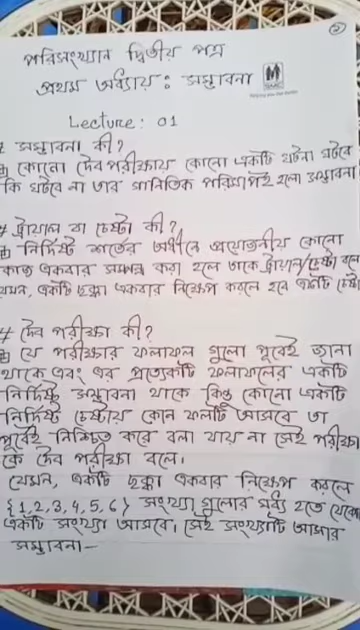 ২
পরিসংখ্যান দ্বিতীয় পত্র
প্রথম অধ্যায় : সম্ভাবনা
Lecture : 01
# সম্ভাবনা কী?
কোনো দৈব পরীক্ষায় কোনো একটি ঘটনা ঘটবে
কি ঘটবে না তার গানিতিক পরিমাপই হলো সম্ভাবনা
# ট্রায়াল বা চেষ্টা কী?
নির্দিষ্ট শর্তের অধীনে প্রয়োজনীয় কোনো
কাজ একবার সম্পন্ন করা হলে তাকে ট্রায়াল/চেষ্টা বলে
যেমন, একটি ছক্কা একবার নিক্ষেপ করলে হবে একটি চেষ্টা
# দৈব পরীক্ষা কী?
যে পরীক্ষার ফলাফল গুলো পূর্বেই জানা
থাকে এবং এর প্রত্যেকটি ফলাফলের একটি
নির্দিষ্ট সম্ভাবনা থাকে কিন্তু কোনো একটি
নির্দিষ্ট চেষ্টায় কোন ফলটি আসবে তা
পূর্বেই নিশ্চিত করে বলা যায় না সেই পরীক্ষা
কে দৈব পরীক্ষা বলে।
যেমন, একটি ছক্কা একবার নিক্ষেপ করলে
{1,2,3,4,5,6} সংখ্যা গুলোর মধ্য হতে যেকো
একটি সংখ্যা আসবে। সেই সংখ্যাটি আসার
সম্ভাবনা—